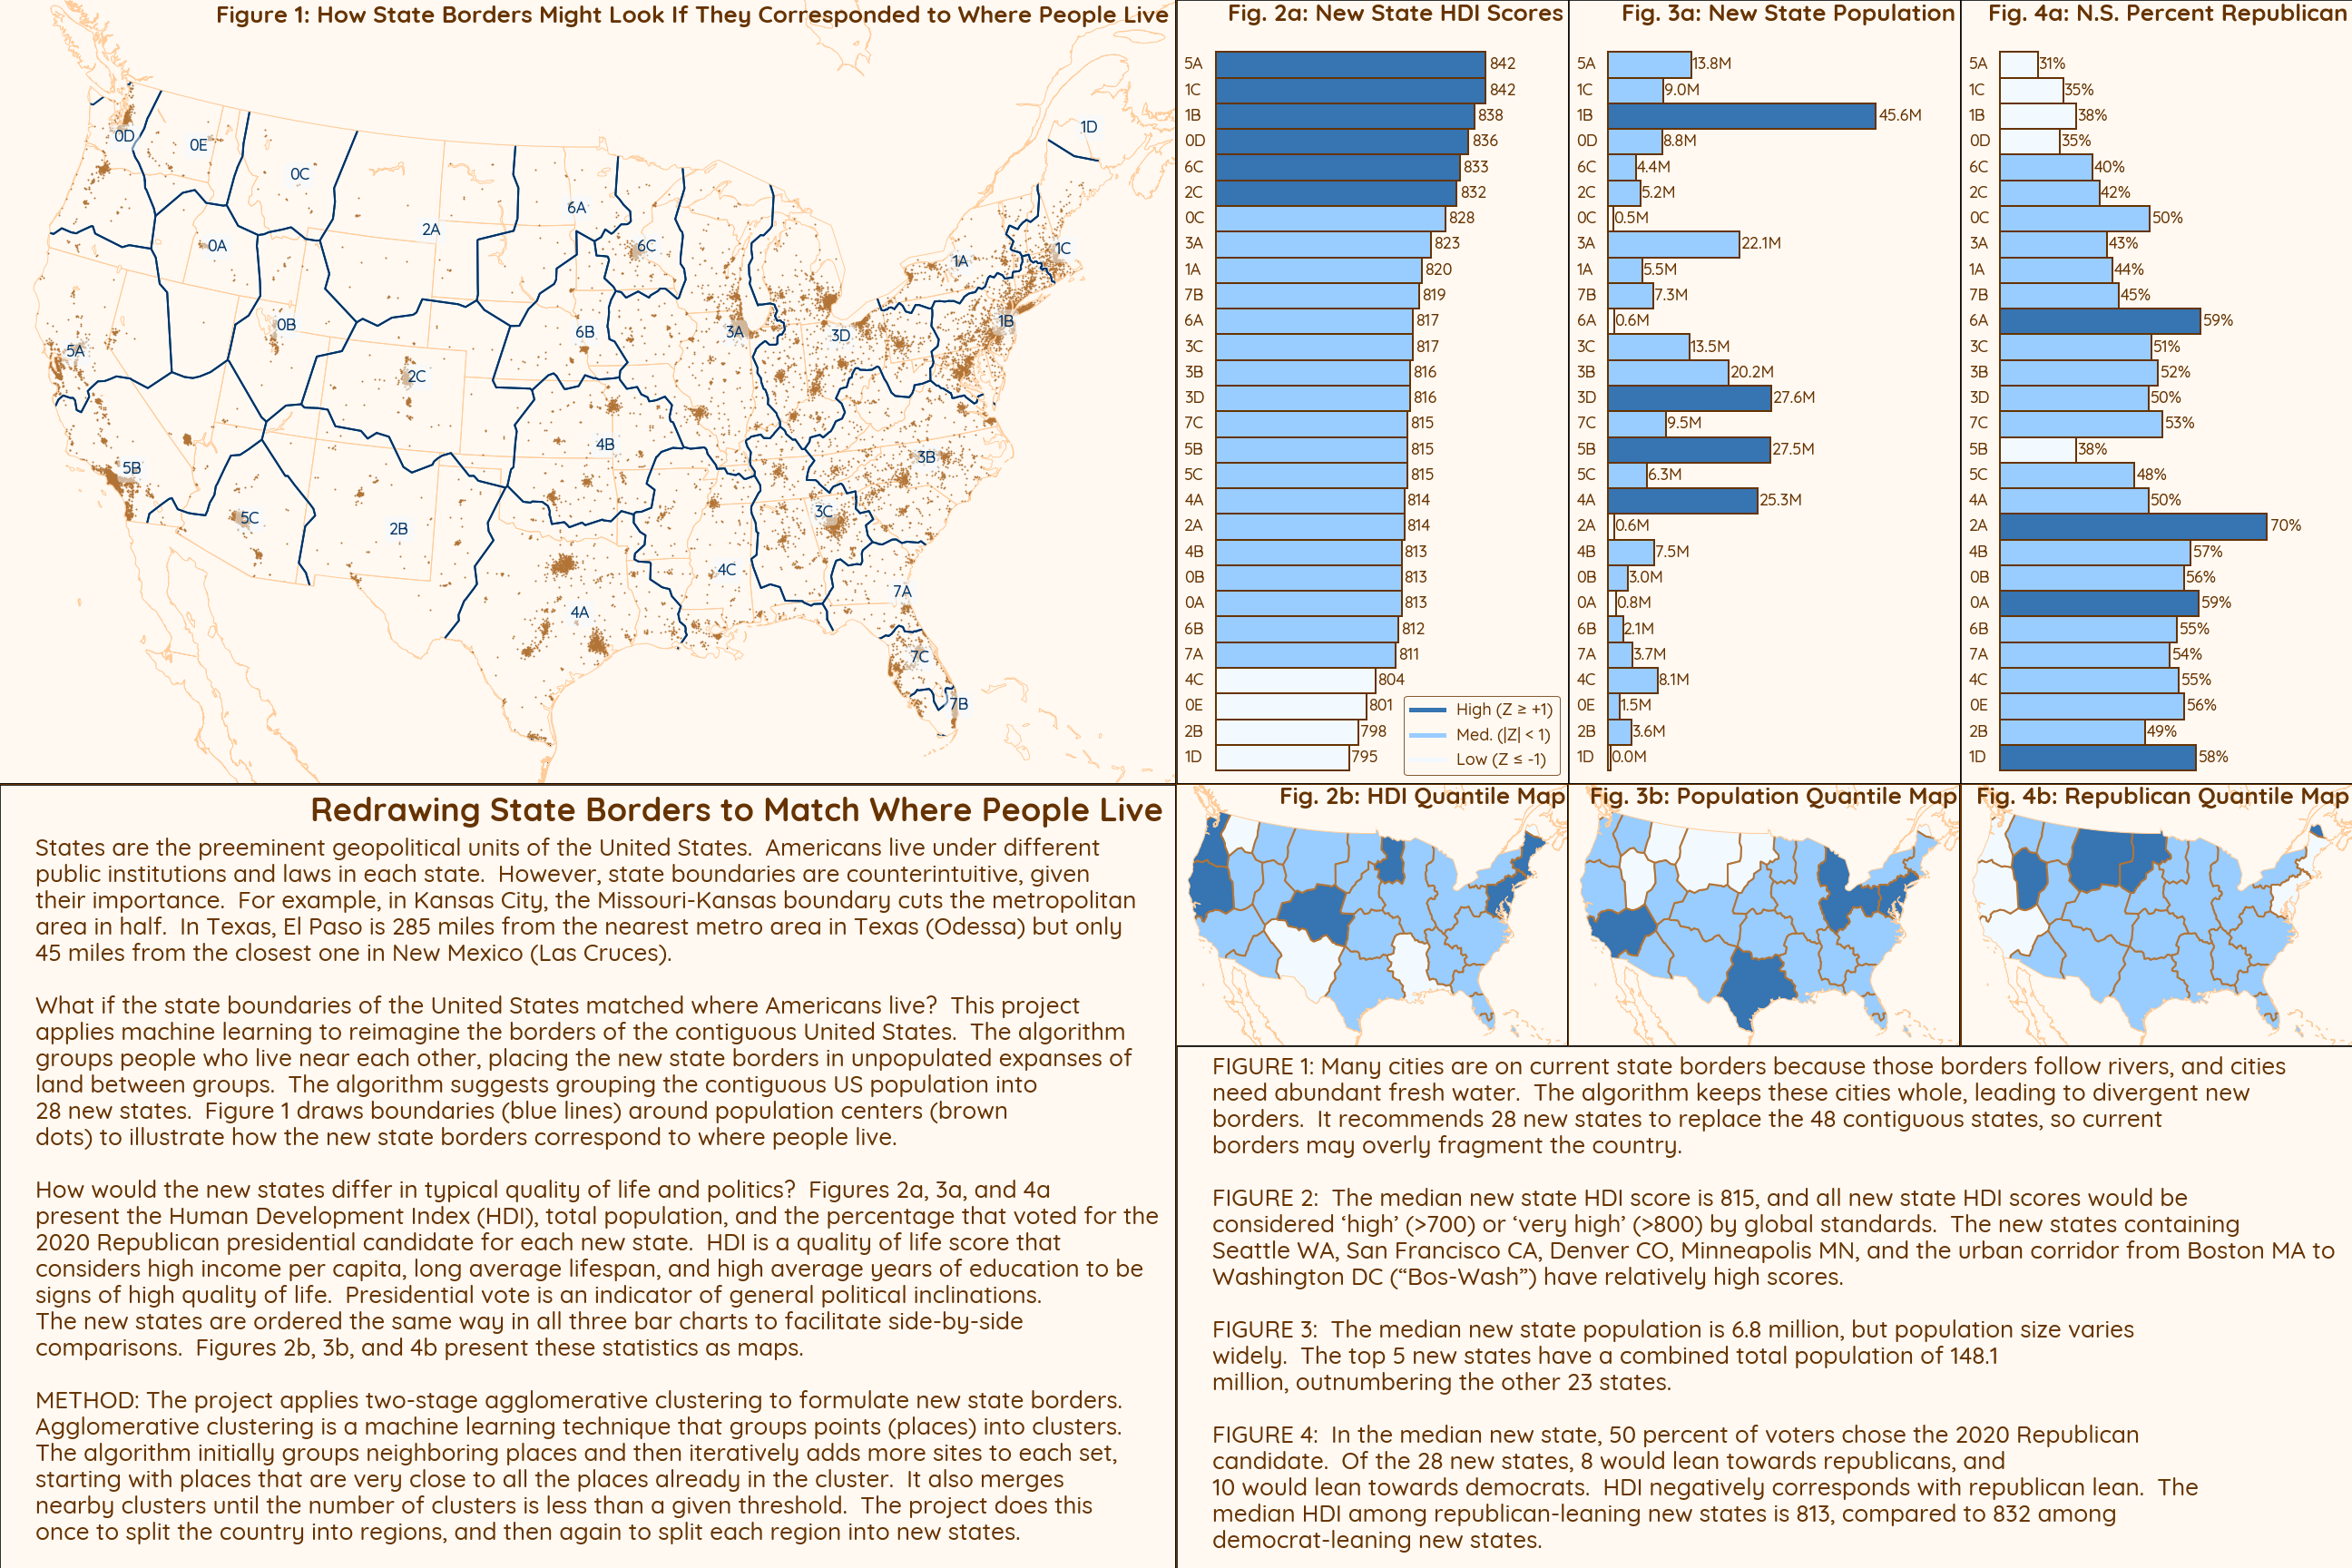 Figure 1: How State Borders Might Look If They Corresponded to Where People Live
0D
0E
0C
1D
2A
6A
0A
6C
1C
1A
0B
6B
3A
3D
1B
5A
2C
4B
3B
5B
5C
2B
3C
4C
7A
4A
7C
7B
Fig. 2a: New State HDI Scores
5A 842
1C 842
1B 838
0D 836
6C 833
2C 832
0C 828
3A 823
1A 820
7B 819
6A 817
3C 817
3B 816
3D 816
7C 815
5B 815
5C 815
4A 814
2A 814
4B 813
0B 813
0A 813
6B 812
7A 811
4C 804
0E 801
2B 798
1D 795
High (Z ≥ +1)
Med. (|Z| < 1)
Low (Z ≤ -1)
Fig. 3a: New State Population
5A 13.8M
1C 9.0M
1B 45.6M
0D 8.8M
6C 4.4M
2C 5.2M
0C 0.5M
3A 22.1M
1A 5.5M
7B 7.3M
6A 0.6M
3C 13.5M
3B 20.2M
3D 27.6M
7C 9.5M
5B 27.5M
5C 6.3M
4A 25.3M
2A 0.6M
4B 7.5M
0B 3.0M
0A 0.8M
6B 2.1M
7A 3.7M
4C 8.1M
0E 1.5M
2B 3.6M
1D 0.0M
Fig. 4a: N.S. Percent Republican
5A 31%
1C 35%
1B 38%
0D 35%
6C 40%
2C 42%
0C 50%
3A 43%
1A 44%
7B 45%
6A 59%
3C 51%
3B 52%
3D 50%
7C 53%
5B 38%
5C 48%
4A 50%
2A 70%
4B 57%
0B 56%
0A 59%
6B 55%
7A 54%
4C 55%
0E 56%
2B 49%
1D 58%
Redrawing State Borders to Match Where People Live
States are the preeminent geopolitical units of the United States. Americans live under different
public institutions and laws in each state. However, state boundaries are counterintuitive, given
their importance. For example, in Kansas City, the Missouri-Kansas boundary cuts the metropolitan
area in half. In Texas, El Paso is 285 miles from the nearest metro area in Texas (Odessa) but only
45 miles from the closest one in New Mexico (Las Cruces).
What if the state boundaries of the United States matched where Americans live? This project
applies machine learning to reimagine the borders of the contiguous United States. The algorithm
groups people who live near each other, placing the new state borders in unpopulated expanses of
land between groups. The algorithm suggests grouping the contiguous US population into
28 new states. Figure 1 draws boundaries (blue lines) around population centers (brown
dots) to illustrate how the new state borders correspond to where people live.
How would the new states differ in typical quality of life and politics? Figures 2a, 3a, and 4a
present the Human Development Index (HDI), total population, and the percentage that voted for the
2020 Republican presidential candidate for each new state. HDI is a quality of life score that
considers high income per capita, long average lifespan, and high average years of education to be
signs of high quality of life. Presidential vote is an indicator of general political inclinations.
The new states are ordered the same way in all three bar charts to facilitate side-by-side
comparisons. Figures 2b, 3b, and 4b present these statistics as maps.
METHOD: The project applies two-stage agglomerative clustering to formulate new state borders.
Agglomerative clustering is a machine learning technique that groups points (places) into clusters.
The algorithm initially groups neighboring places and then iteratively adds more sites to each set,
starting with places that are very close to all the places already in the cluster. It also merges
nearby clusters until the number of clusters is less than a given threshold. The project does this
once to split the country into regions, and then again to split each region into new states.
Fig. 2b: HDI Quantile Map
Fig. 3b: Population Quantile Map
Fig. 4b: Republican Quantile Map
FIGURE 1: Many cities are on current state borders because those borders follow rivers, and cities
need abundant fresh water. The algorithm keeps these cities whole, leading to divergent new
borders. It recommends 28 new states to replace the 48 contiguous states, so current
borders may overly fragment the country.
FIGURE 2: The median new state HDI score is 815, and all new state HDI scores would be
considered ‘high’ (>700) or ‘very high’ (>800) by global standards. The new states containing
Seattle WA, San Francisco CA, Denver CO, Minneapolis MN, and the urban corridor from Boston MA to
Washington DC (“Bos-Wash”) have relatively high scores.
FIGURE 3: The median new state population is 6.8 million, but population size varies
widely. The top 5 new states have a combined total population of 148.1
million, outnumbering the other 23 states.
FIGURE 4: In the median new state, 50 percent of voters chose the 2020 Republican
candidate. Of the 28 new states, 8 would lean towards republicans, and
10 would lean towards democrats. HDI negatively corresponds with republican lean. The
median HDI among republican-leaning new states is 813, compared to 832 among
democrat-leaning new states.